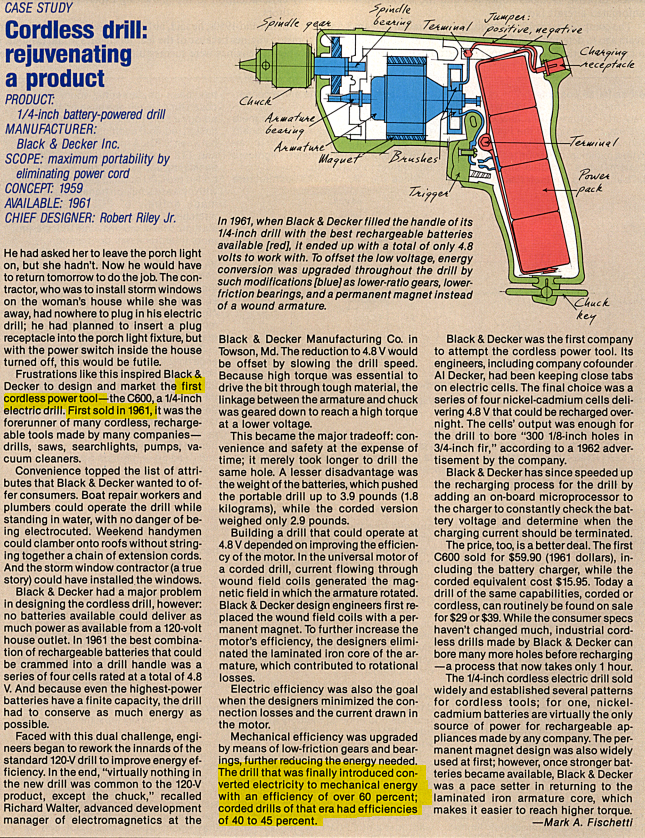 CASE STUDY
Cordless drill:
rejuvenating
a product
PRODUCT:
1/4-inch battery-powered drill
MANUFACTURER:
Black & Decker Inc.
SCOPE: maximum portability by
eliminating power cord
CONCEPT: 1959
AVAILABLE: 1961
CHIEF DESIGNER: Robert Riley Jr.
Spindle gear
Spindle
bearing
Terminal
Jumper:
positive, negative
Charging
receptacle
Chuck
Armature
bearing
Armature
Magnet
Brushes
Trigger
Terminal
Power
pack
Chuck
key
In 1961, when Black & Decker filled the handle of its
1/4-inch drill with the best rechargeable batteries
available [red], it ended up with a total of only 4.8
volts to work with. To offset the low voltage, energy
conversion was upgraded throughout the drill by
such modifications [blue] as lower-ratio gears, lower-
friction bearings, and a permanent magnet instead
of a wound armature.
He had asked her to leave the porch light
on, but she hadn't. Now he would have
to return tomorrow to do the job. The con-
tractor, who was to install storm windows
on the woman's house while she was
away, had nowhere to plug in his electric
drill; he had planned to insert a plug
receptacle into the porch light fixture, but
with the power switch inside the house
turned off, this would be futile.
Frustrations like this inspired Black &
Decker to design and market the first
cordless power tool—the C600, a 1/4-inch
electric drill. First sold in 1961, it was the
forerunner of many cordless, recharge-
able tools made by many companies—
drills, saws, searchlights, pumps, va-
cuum cleaners.
Convenience topped the list of attri-
butes that Black & Decker wanted to of-
fer consumers. Boat repair workers and
plumbers could operate the drill while
standing in water, with no danger of be-
ing electrocuted. Weekend handymen
could clamber onto roofs without string-
ing together a chain of extension cords.
And the storm window contractor (a true
story) could have installed the windows.
Black & Decker had a major problem
in designing the cordless drill, however:
no batteries available could deliver as
much power as available from a 120-volt
house outlet. In 1961 the best combina-
tion of rechargeable batteries that could
be crammed into a drill handle was a
series of four cells rated at a total of 4.8
V. And because even the highest-power
batteries have a finite capacity, the drill
had to conserve as much energy as
possible.
Faced with this dual challenge, engi-
neers began to rework the innards of the
standard 120-V drill to improve energy ef-
ficiency. In the end, "virtually nothing in
the new drill was common to the 120-V
product, except the chuck," recalled
Richard Walter, advanced development
manager of electromagnetics at the
Black & Decker Manufacturing Co. in
Towson, Md. The reduction to 4.8 V would
be offset by slowing the drill speed.
Because high torque was essential to
drive the bit through tough material, the
linkage between the armature and chuck
was geared down to reach a high torque
at a lower voltage.
This became the major tradeoff: con-
venience and safety at the expense of
time; it merely took longer to drill the
same hole. A lesser disadvantage was
the weight of the batteries, which pushed
the portable drill up to 3.9 pounds (1.8
kilograms), while the corded version
weighed only 2.9 pounds.
Building a drill that could operate at
4.8 V depended on improving the efficien-
cy of the motor. In the universal motor of
a corded drill, current flowing through
wound field coils generated the mag-
netic field in which the armature rotated.
Black & Decker design engineers first re-
placed the wound field coils with a per-
manent magnet. To further increase the
motor's efficiency, the designers elimi-
nated the laminated iron core of the ar-
mature, which contributed to rotational
losses.
Electric efficiency was also the goal
when the designers minimized the con-
nection losses and the current drawn in
the motor.
Mechanical efficiency was upgraded
by means of low-friction gears and bear-
ings, further reducing the energy needed.
The drill that was finally introduced con-
verted electricity to mechanical energy
with an efficiency of over 60 percent;
corded drills of that era had efficiencies
of 40 to 45 percent.
Black & Decker was the first company
to attempt the cordless power tool. Its
engineers, including company cofounder
Al Decker, had been keeping close tabs
on electric cells. The final choice was a
series of four nickel-cadmium cells deli-
vering 4.8 V that could be recharged over-
night. The cells' output was enough for
the drill to bore "300 1/8-inch holes in
3/4-inch fir," according to a 1962 adver-
tisement by the company.
Black & Decker has since speeded up
the recharging process for the drill by
adding an on-board microprocessor to
the charger to constantly check the bat-
tery voltage and determine when the
charging current should be terminated.
The price, too, is a better deal. The first
C600 sold for $59.90 (1961 dollars), in-
cluding the battery charger, while the
corded equivalent cost $15.95. Today a
drill of the same capabilities, corded or
cordless, can routinely be found on sale
for $29 or $39. While the consumer specs
haven't changed much, industrial cord-
less drills made by Black & Decker can
bore many more holes before recharging
—a process that now takes only 1 hour.
The 1/4-inch cordless electric drill sold
widely and established several patterns
for cordless tools; for one, nickel-
cadmium batteries are virtually the only
source of power for rechargeable ap-
pliances made by any company. The per-
manent magnet design was also widely
used at first; however, once stronger bat-
teries became available, Black & Decker
was a pace setter in returning to the
laminated iron armature core, which
makes it easier to reach higher torque.
—Mark A. Fischetti